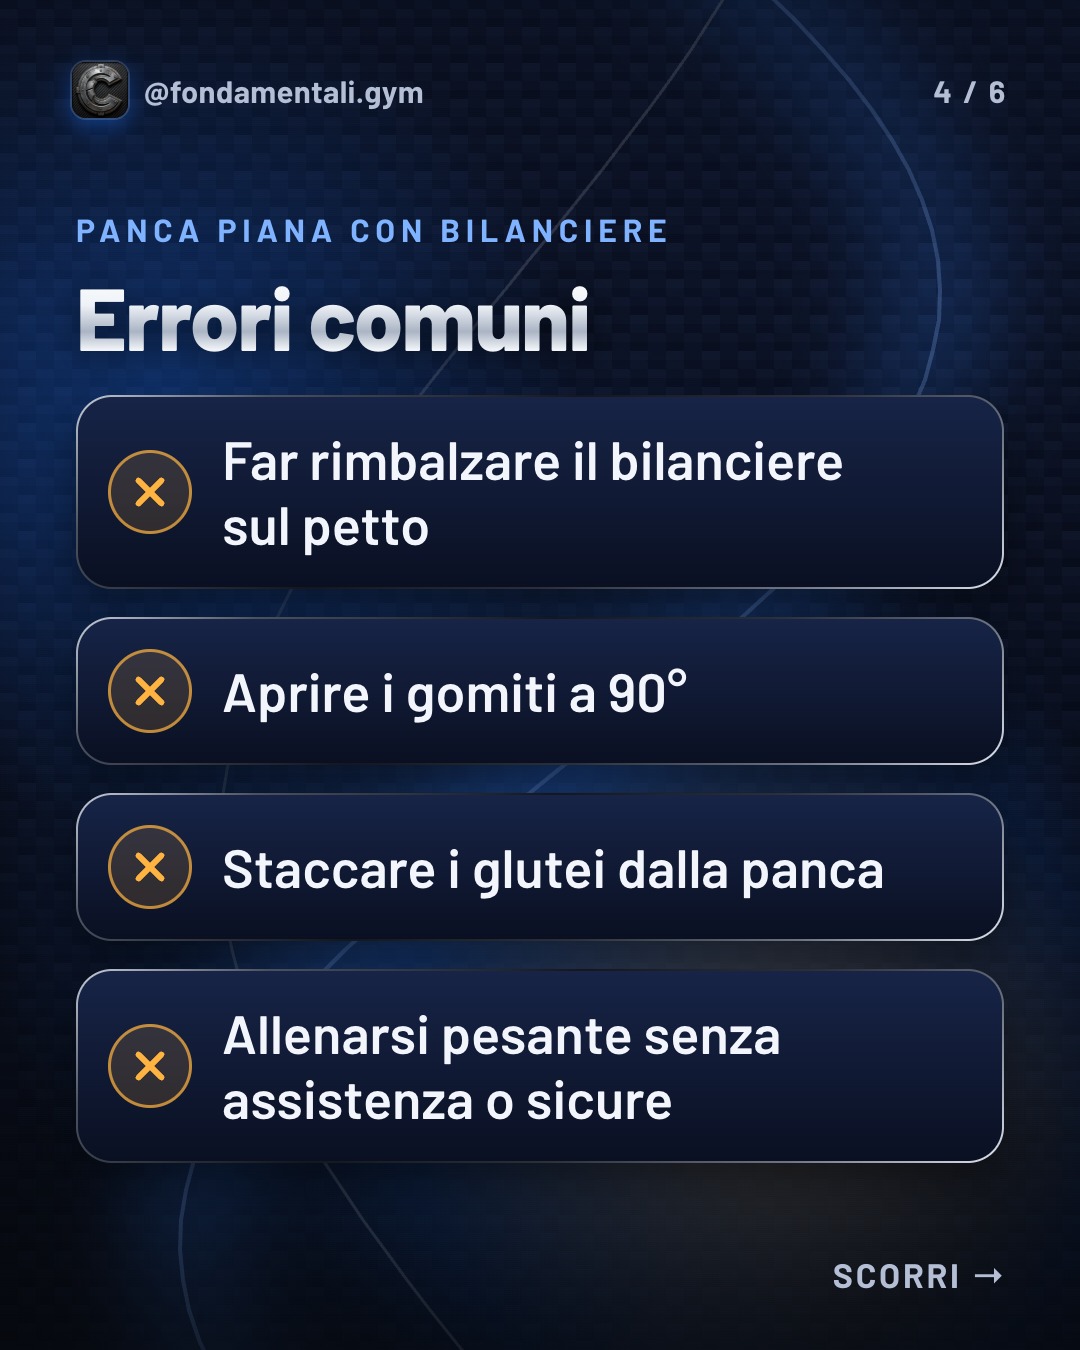 @fondamentali.gym
4 / 6
PANCA PIANA CON BILANCIERE
Errori comuni
Far rimbalzare il bilanciere
sul petto
Aprire i gomiti a 90°
Staccare i glutei dalla panca
Allenarsi pesante senza
assistenza o sicure
SCORRI →